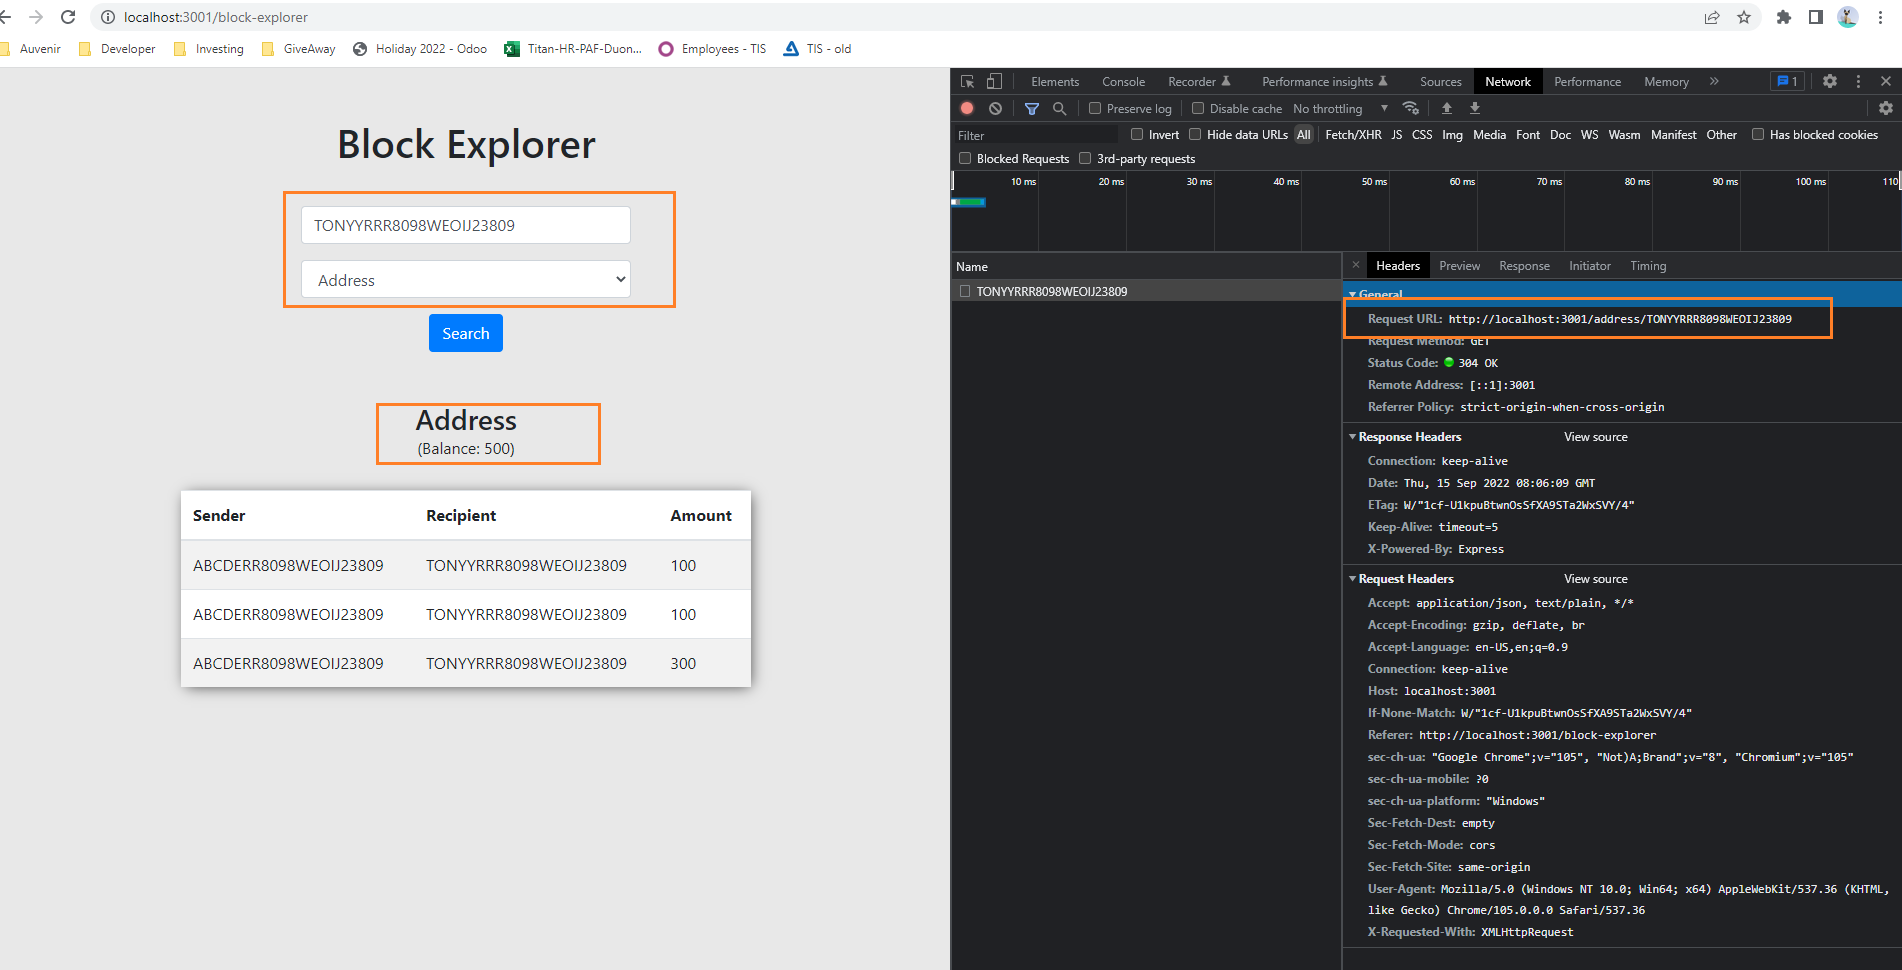 localhost:3001/block-explorer
Auvenir Developer Investing GiveAway Holiday 2022 - Odoo Titan-HR-PAF-Duon... Employees - TIS TIS - old
Block Explorer
TONYYRRR8098WEOIJ23809
Address
Search
Address
(Balance: 500)
Sender Recipient Amount
ABCDERR8098WEOIJ23809 TONYYRRR8098WEOIJ23809 100
ABCDERR8098WEOIJ23809 TONYYRRR8098WEOIJ23809 100
ABCDERR8098WEOIJ23809 TONYYRRR8098WEOIJ23809 300
Elements Console Recorder Performance insights Sources Network Performance Memory » 1
Preserve log Disable cache No throttling
Filter Invert Hide data URLs All Fetch/XHR JS CSS Img Media Font Doc WS Wasm Manifest Other Has blocked cookies
Blocked Requests 3rd-party requests
10 ms 20 ms 30 ms 40 ms 50 ms 60 ms 70 ms 80 ms 90 ms 100 ms 110
Name
TONYYRRR8098WEOIJ23809
Headers Preview Response Initiator Timing
General
Request URL: http://localhost:3001/address/TONYYRRR8098WEOIJ23809
Request Method: GET
Status Code: 304 OK
Remote Address: [::1]:3001
Referrer Policy: strict-origin-when-cross-origin
Response Headers View source
Connection: keep-alive
Date: Thu, 15 Sep 2022 08:06:09 GMT
ETag: W/"1cf-U1kpuBtwnOsSfXA9STa2WxSVY/4"
Keep-Alive: timeout=5
X-Powered-By: Express
Request Headers View source
Accept: application/json, text/plain, */*
Accept-Encoding: gzip, deflate, br
Accept-Language: en-US,en;q=0.9
Connection: keep-alive
Host: localhost:3001
If-None-Match: W/"1cf-U1kpuBtwnOsSfXA9STa2WxSVY/4"
Referer: http://localhost:3001/block-explorer
sec-ch-ua: "Google Chrome";v="105", "Not)A;Brand";v="8", "Chromium";v="105"
sec-ch-ua-mobile: ?0
sec-ch-ua-platform: "Windows"
Sec-Fetch-Dest: empty
Sec-Fetch-Mode: cors
Sec-Fetch-Site: same-origin
User-Agent: Mozilla/5.0 (Windows NT 10.0; Win64; x64) AppleWebKit/537.36 (KHTML,
like Gecko) Chrome/105.0.0.0 Safari/537.36
X-Requested-With: XMLHttpRequest